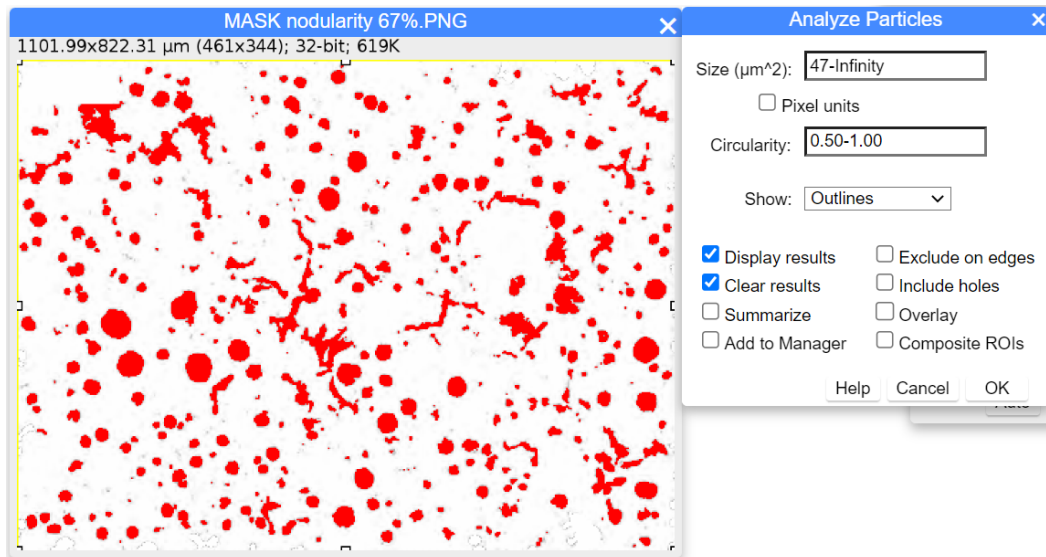 MASK nodularity 67%.PNG
1101.99x822.31 µm (461x344); 32-bit; 619K
Analyze Particles
Size (µm^2): 47-Infinity
Pixel units
Circularity: 0.50-1.00
Show: Outlines
Display results Exclude on edges
Clear results Include holes
Summarize Overlay
Add to Manager Composite ROIs
Help Cancel OK